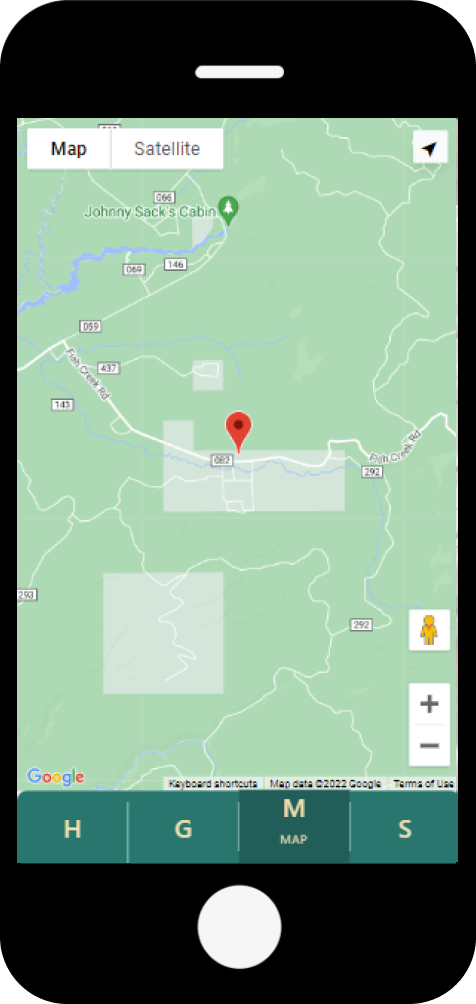 Map
Satellite
066
Johnny Sack's Cabin
146
069
059
Fish Creek Rd
437
143
082
Fish Creek Rd
292
293
292
Google
Keyboard shortcuts
Map data ©2022 Google
Terms of Use
H
G
M
S
MAP